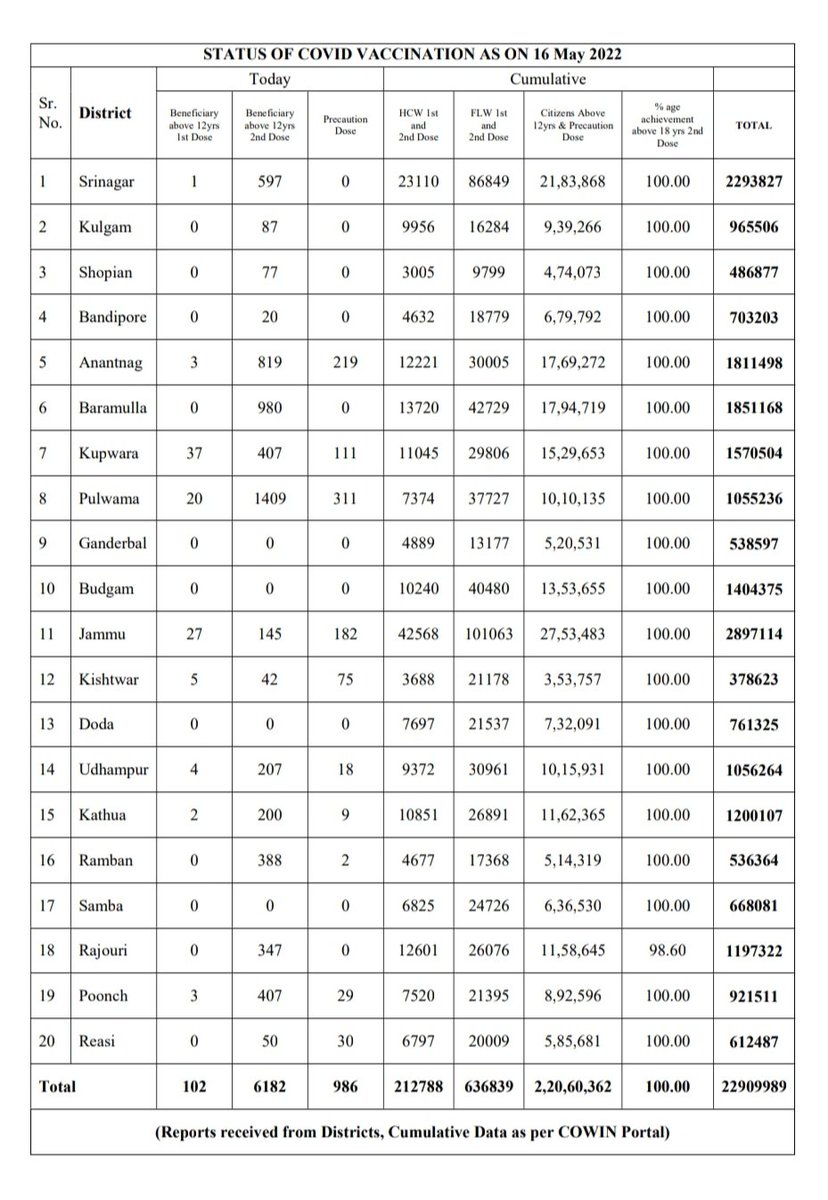 STATUS OF COVID VACCINATION AS ON 16 May 2022
Today Cumulative
Sr. No. District Beneficiary above 12yrs 1st Dose Beneficiary above 12yrs 2nd Dose Precaution Dose HCW 1st and 2nd Dose FLW 1st and 2nd Dose Citizens Above 12yrs & Precaution Dose % age achievement above 18 yrs 2nd Dose TOTAL
1 Srinagar 1 597 0 23110 86849 21,83,868 100.00 2293827
2 Kulgam 0 87 0 9956 16284 9,39,266 100.00 965506
3 Shopian 0 77 0 3005 9799 4,74,073 100.00 486877
4 Bandipore 0 20 0 4632 18779 6,79,792 100.00 703203
5 Anantnag 3 819 219 12221 30005 17,69,272 100.00 1811498
6 Baramulla 0 980 0 13720 42729 17,94,719 100.00 1851168
7 Kupwara 37 407 111 11045 29806 15,29,653 100.00 1570504
8 Pulwama 20 1409 311 7374 37727 10,10,135 100.00 1055236
9 Ganderbal 0 0 0 4889 13177 5,20,531 100.00 538597
10 Budgam 0 0 0 10240 40480 13,53,655 100.00 1404375
11 Jammu 27 145 182 42568 101063 27,53,483 100.00 2897114
12 Kishtwar 5 42 75 3688 21178 3,53,757 100.00 378623
13 Doda 0 0 0 7697 21537 7,32,091 100.00 761325
14 Udhampur 4 207 18 9372 30961 10,15,931 100.00 1056264
15 Kathua 2 200 9 10851 26891 11,62,365 100.00 1200107
16 Ramban 0 388 2 4677 17368 5,14,319 100.00 536364
17 Samba 0 0 0 6825 24726 6,36,530 100.00 668081
18 Rajouri 0 347 0 12601 26076 11,58,645 98.60 1197322
19 Poonch 3 407 29 7520 21395 8,92,596 100.00 921511
20 Reasi 0 50 30 6797 20009 5,85,681 100.00 612487
Total 102 6182 986 212788 636839 2,20,60,362 100.00 22909989
(Reports received from Districts, Cumulative Data as per COWIN Portal)